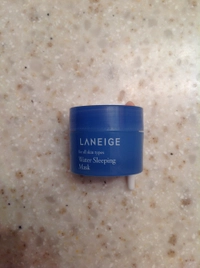 LANEIGE
for all skin types
Water Sleeping
Mask